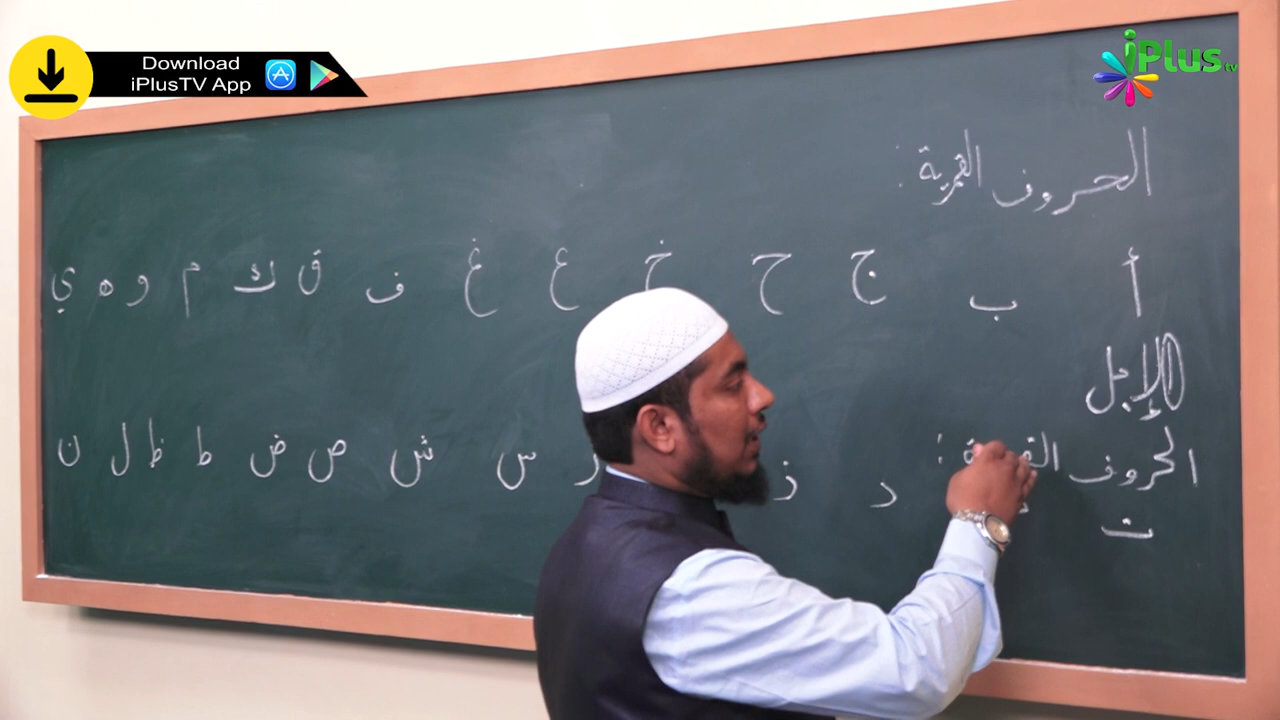 Download
iPlusTV App
iPlus tv
الحروف القمرية :
أ ب ج ح خ ع غ ف ق ك م و ه ي
الإبل
الحروف :
ت د ذ س ش ص ض ط ظ ل ن